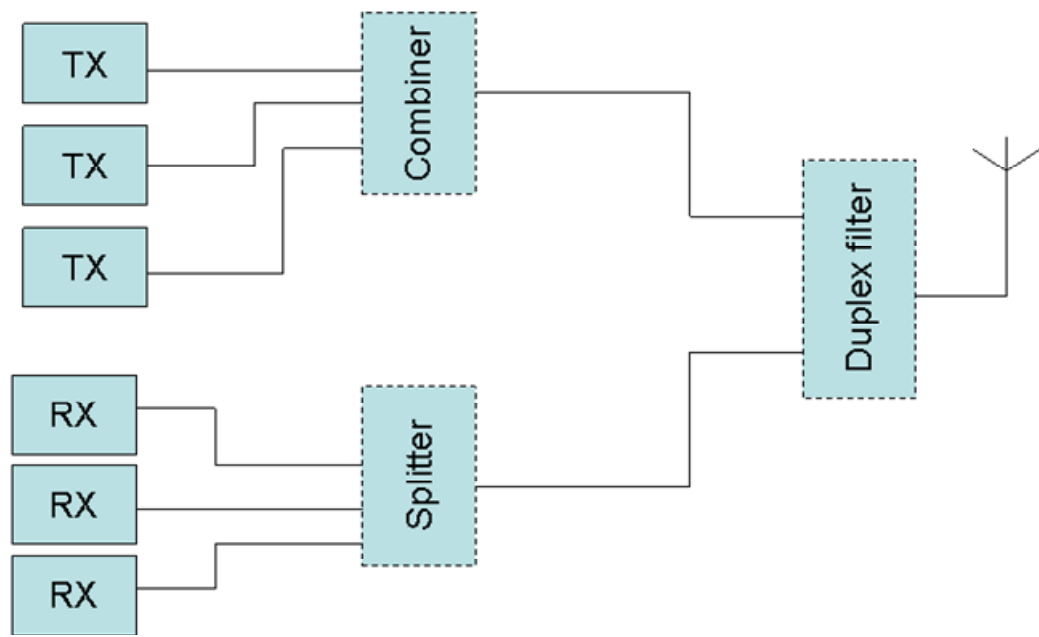 TX
TX
TX
Combiner
Duplex filter
RX
RX
RX
Splitter